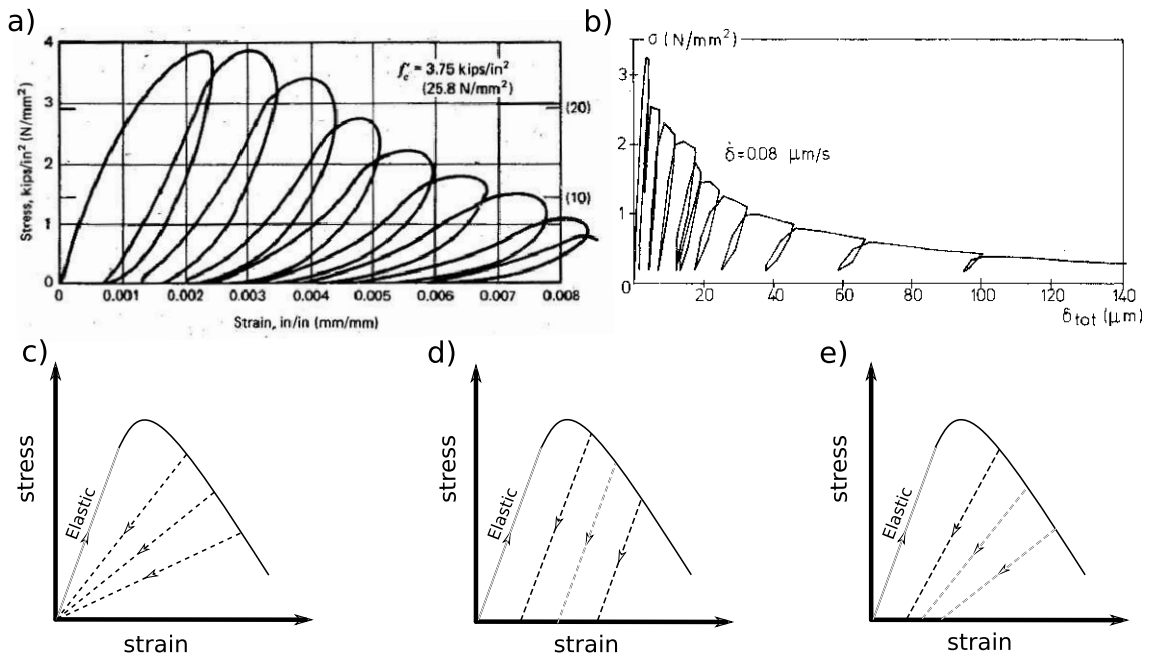 a)
4
3
2
1
0
Stress, kips/in² (N/mm²)
f'c = 3.75 kips/in²
(25.8 N/mm²)
(20)
(10)
0 0.001 0.002 0.003 0.004 0.005 0.006 0.007 0.008
Strain, in/in (mm/mm)
b)
σ (N/mm²)
3
2
1
0
δ̇=0.08 μm/s
20 40 60 80 100 120 140
δtot (μm)
c)
stress
Elastic
strain
d)
stress
Elastic
strain
e)
stress
Elastic
strain